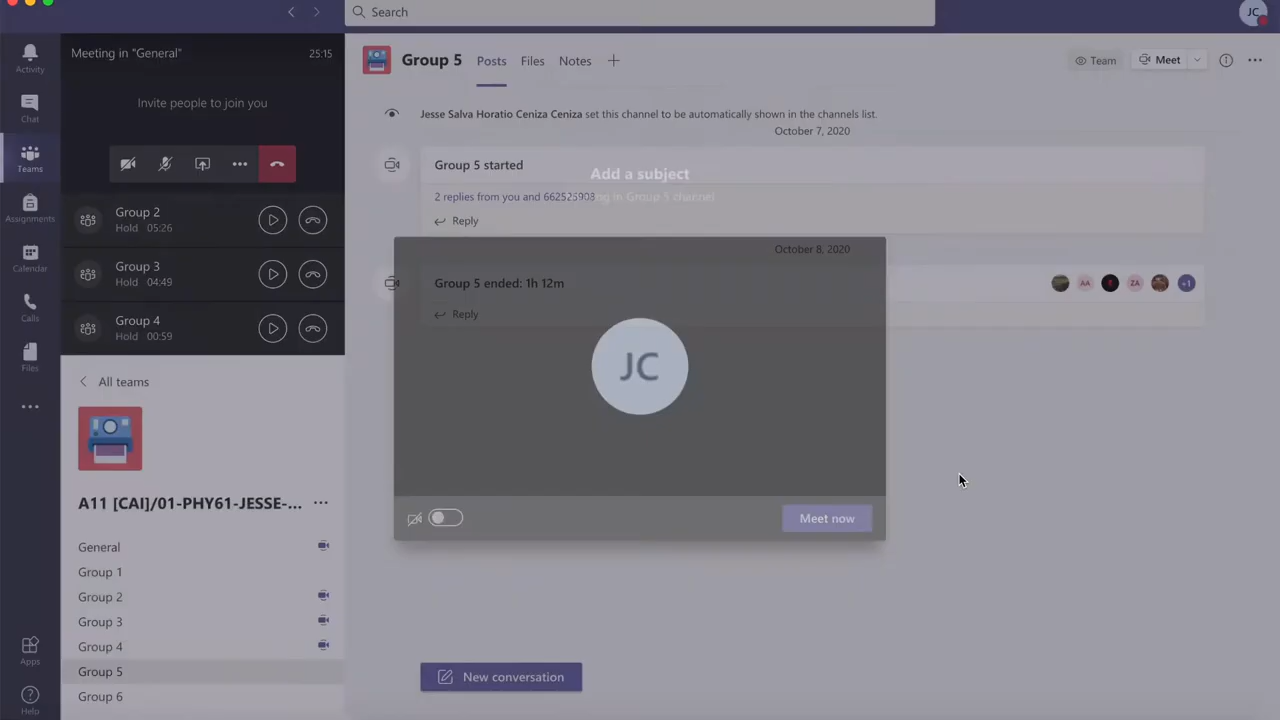 Search
JC
Activity
Chat
Teams
Assignments
Calendar
Calls
Files
Apps
Help
Meeting in "General"
25:15
Invite people to join you
Group 2
Hold 05:26
Group 3
Hold 04:49
Group 4
Hold 00:59
All teams
A11 [CAI]/01-PHY61-JESSE-...
General
Group 1
Group 2
Group 3
Group 4
Group 5
Group 6
Group 5
Posts
Files
Notes
Team
Meet
Jesse Salva Horatio Ceniza Ceniza set this channel to be automatically shown in the channels list.
October 7, 2020
Group 5 started
Add a subject
2 replies from you and 662525903
in Group 5 channel
Reply
October 8, 2020
Group 5 ended: 1h 12m
AA
ZA
+1
Reply
JC
Meet now
New conversation